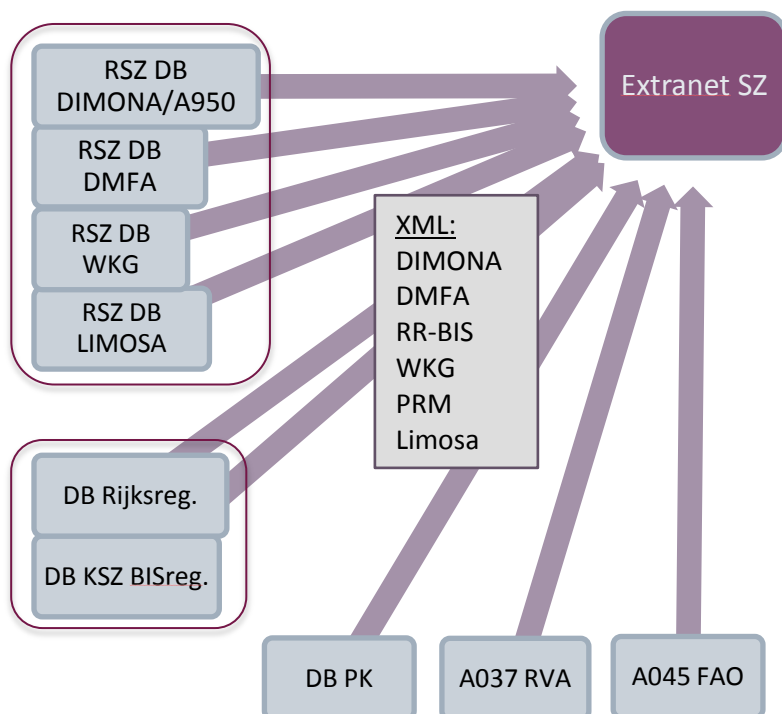 RSZ DB
DIMONA/A950
RSZ DB
DMFA
RSZ DB
WKG
RSZ DB
LIMOSA
Extranet SZ
XML:
DIMONA
DMFA
RR-BIS
WKG
PRM
Limosa
DB Rijksreg.
DB KSZ BISreg.
DB PK
A037 RVA
A045 FAO